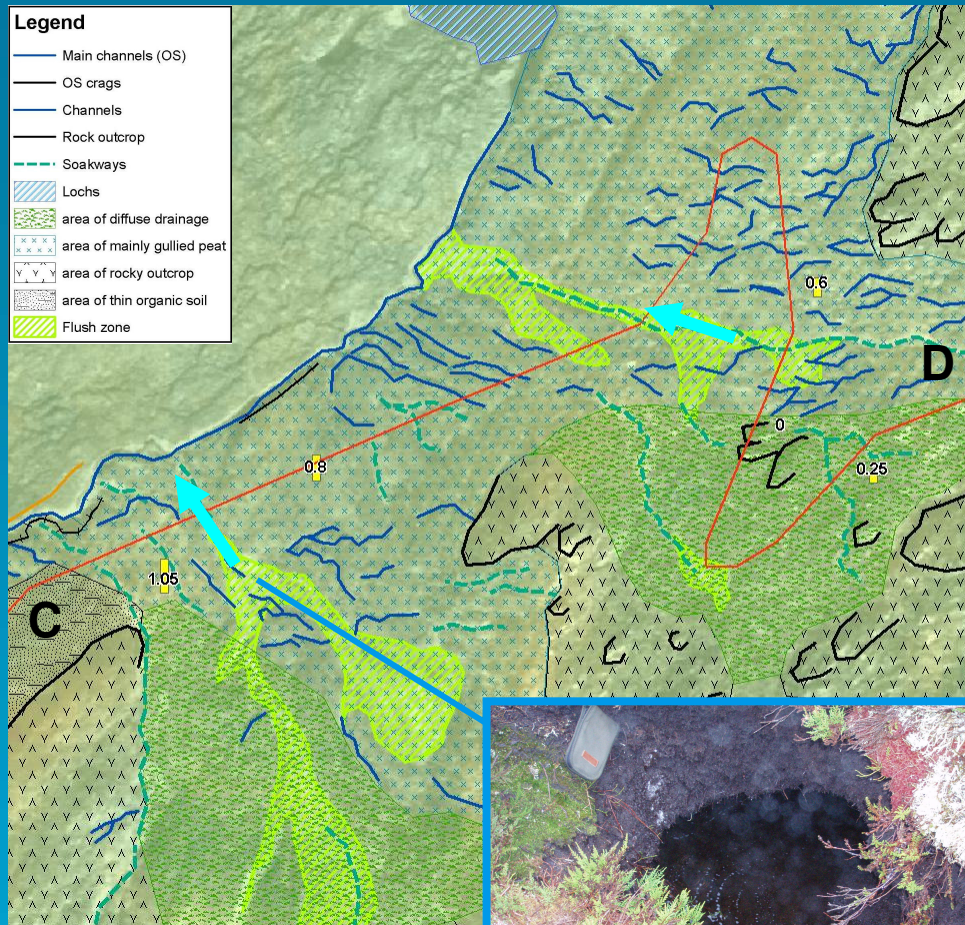 Legend
Main channels (OS)
OS crags
Channels
Rock outcrop
Soakways
Lochs
area of diffuse drainage
area of mainly gullied peat
area of rocky outcrop
area of thin organic soil
Flush zone
0.6
D
0
0.25
0.8
1.05
C